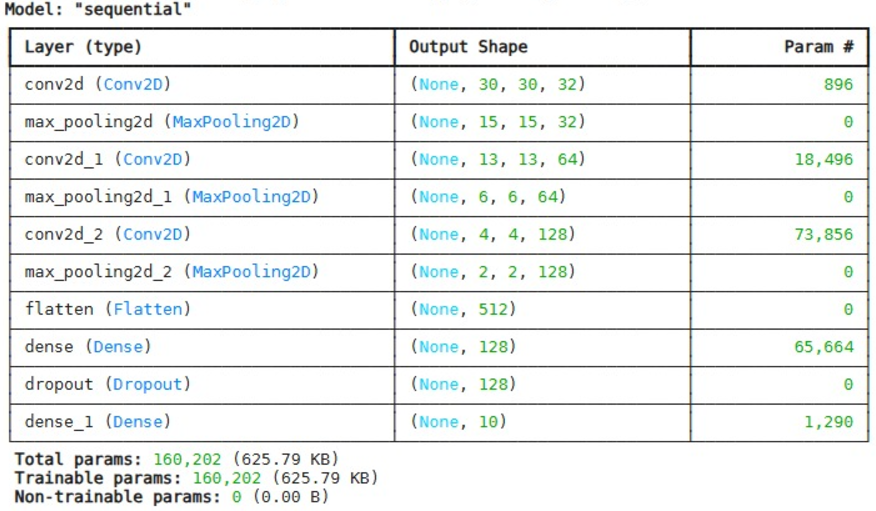 Model: "sequential"
Layer (type) Output Shape Param #
conv2d (Conv2D) (None, 30, 30, 32) 896
max_pooling2d (MaxPooling2D) (None, 15, 15, 32) 0
conv2d_1 (Conv2D) (None, 13, 13, 64) 18,496
max_pooling2d_1 (MaxPooling2D) (None, 6, 6, 64) 0
conv2d_2 (Conv2D) (None, 4, 4, 128) 73,856
max_pooling2d_2 (MaxPooling2D) (None, 2, 2, 128) 0
flatten (Flatten) (None, 512) 0
dense (Dense) (None, 128) 65,664
dropout (Dropout) (None, 128) 0
dense_1 (Dense) (None, 10) 1,290
Total params: 160,202 (625.79 KB)
Trainable params: 160,202 (625.79 KB)
Non-trainable params: 0 (0.00 B)